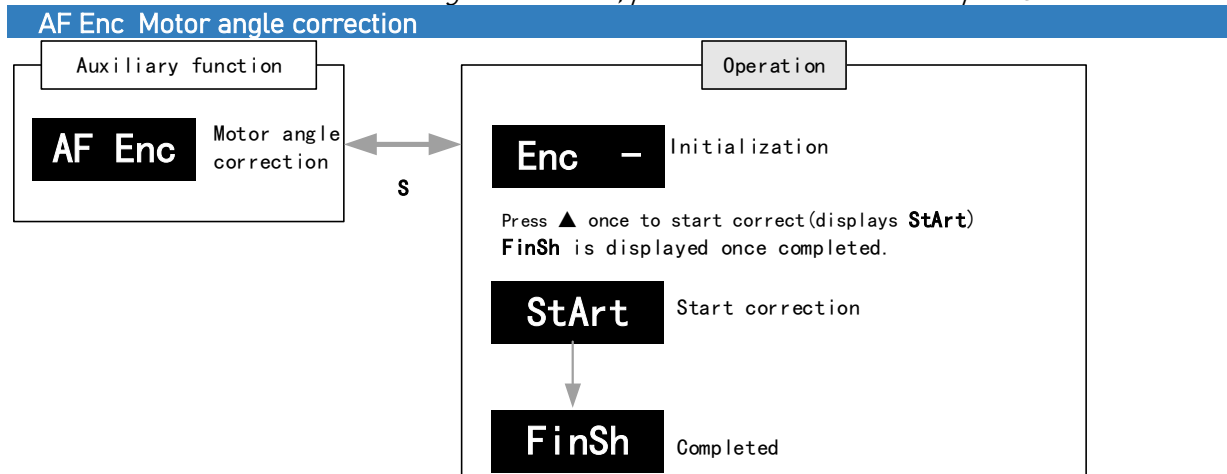 AF Enc Motor angle correction
Auxiliary function
AF Enc
Motor angle
correction
S
Operation
Enc -
Initialization
Press ▲ once to start correct(displays StArt)
FinSh is displayed once completed.
StArt
Start correction
FinSh
Completed